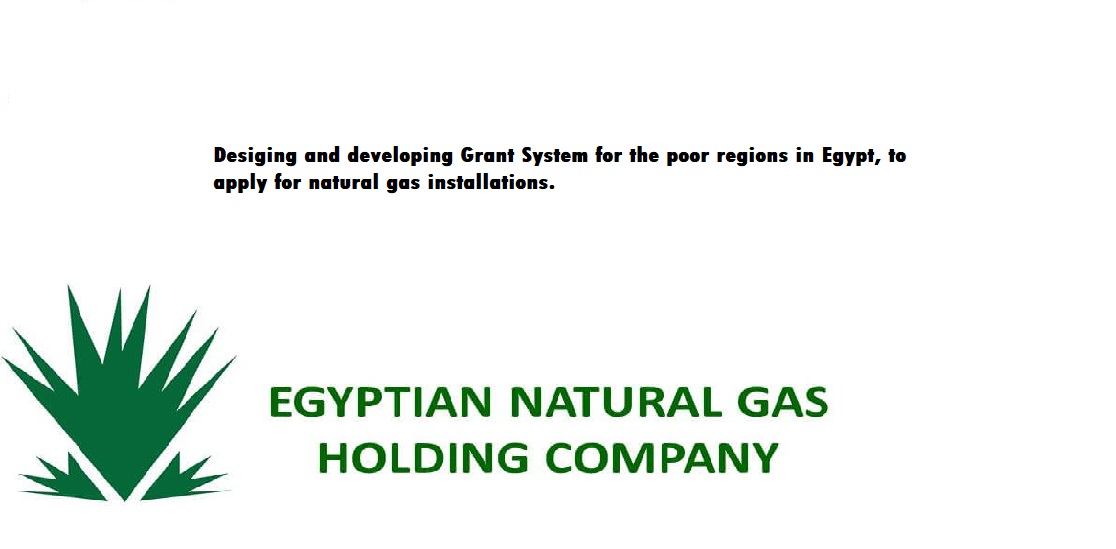 Desiging and developing Grant System for the poor regions in Egypt, to
apply for natural gas installations.
EGYPTIAN NATURAL GAS
HOLDING COMPANY